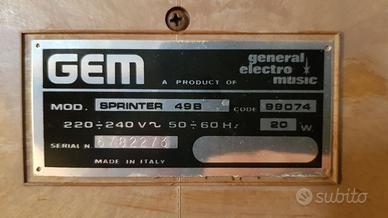 GEM
A PRODUCT OF
general electro music
MOD. SPRINTER 49B CODE 99074
220÷240 V~ 50÷60 Hz 20 W
SERIAL N. 5782276
MADE IN ITALY
subito